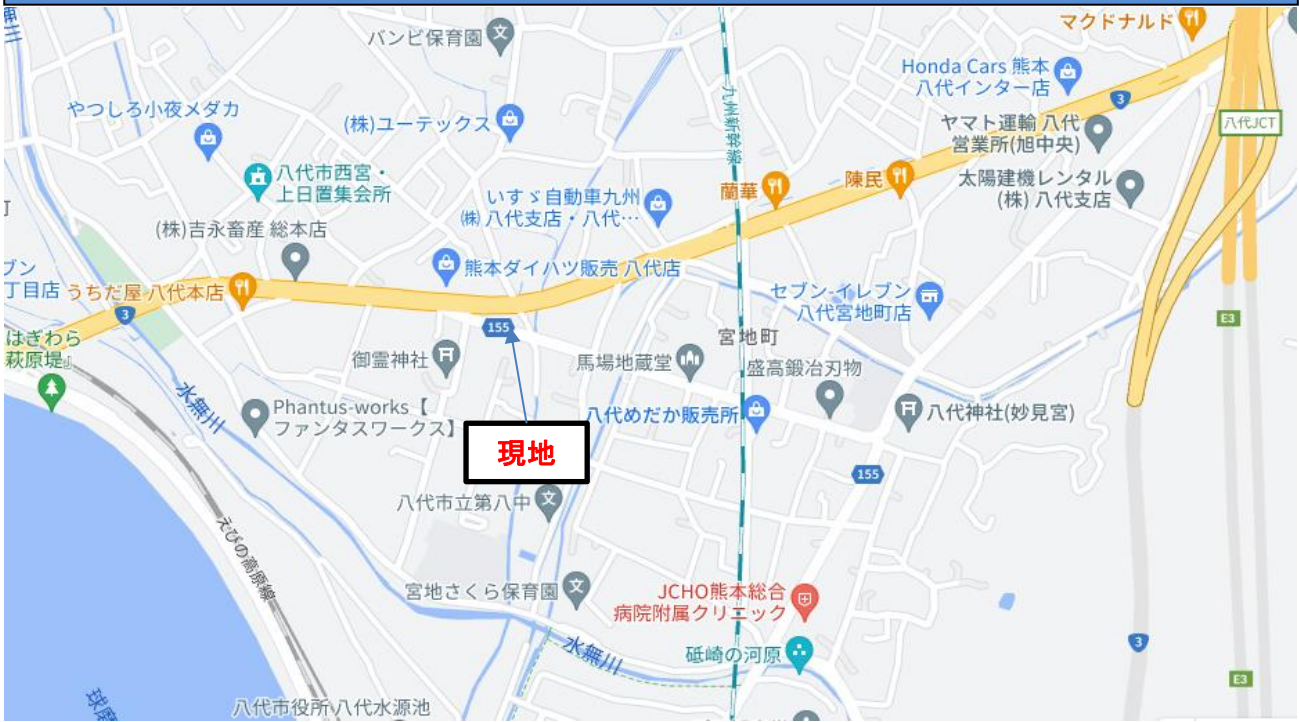 マクドナルド
バンビ保育園
Honda Cars 熊本
八代インター店
やつしろ小夜メダカ
(株)ユーテックス
九州新幹線
3
ヤマト運輸 八代
営業所(旭中央)
八代JCT
八代市西宮・
上日置集会所
いすゞ自動車九州
(株) 八代支店・八代…
蘭華
陳民
太陽建機レンタル
(株) 八代支店
(株)吉永畜産 総本店
熊本ダイハツ販売 八代店
丁目店
うちだ屋 八代本店
セブン-イレブン
八代宮地町店
3
155
E3
はぎわら
萩原堤』
御霊神社
馬場地蔵堂
宮地町
盛高鍛冶刃物
水無川
Phantus-works【
ファンタスワークス】
八代めだか販売所
八代神社(妙見宮)
現地
155
八代市立第八中
えびの高原線
宮地さくら保育園
JCHO熊本総合
病院附属クリニック
水無川
砥崎の河原
3
E3
球磨
八代市役所 八代水源池